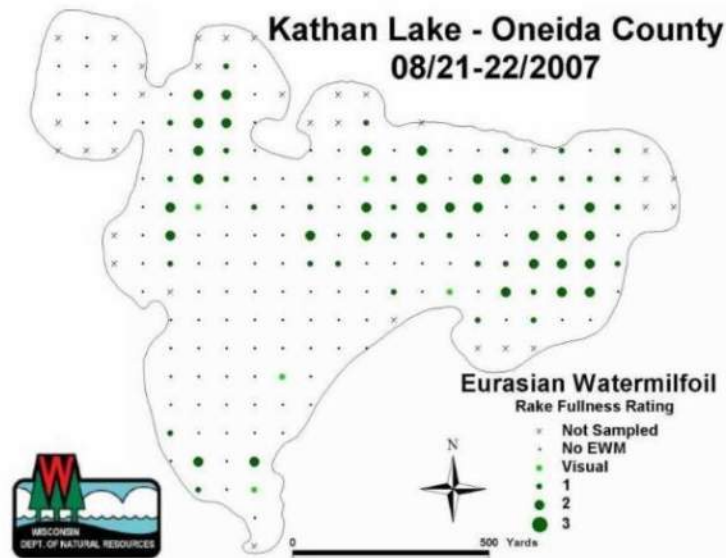 Kathan Lake - Oneida County
08/21-22/2007
Eurasian Watermilfoil
Rake Fullness Rating
Not Sampled
No EWM
Visual
1
2
3
N
0 500 Yards
W
WISCONSIN
DEPT. OF NATURAL RESOURCES